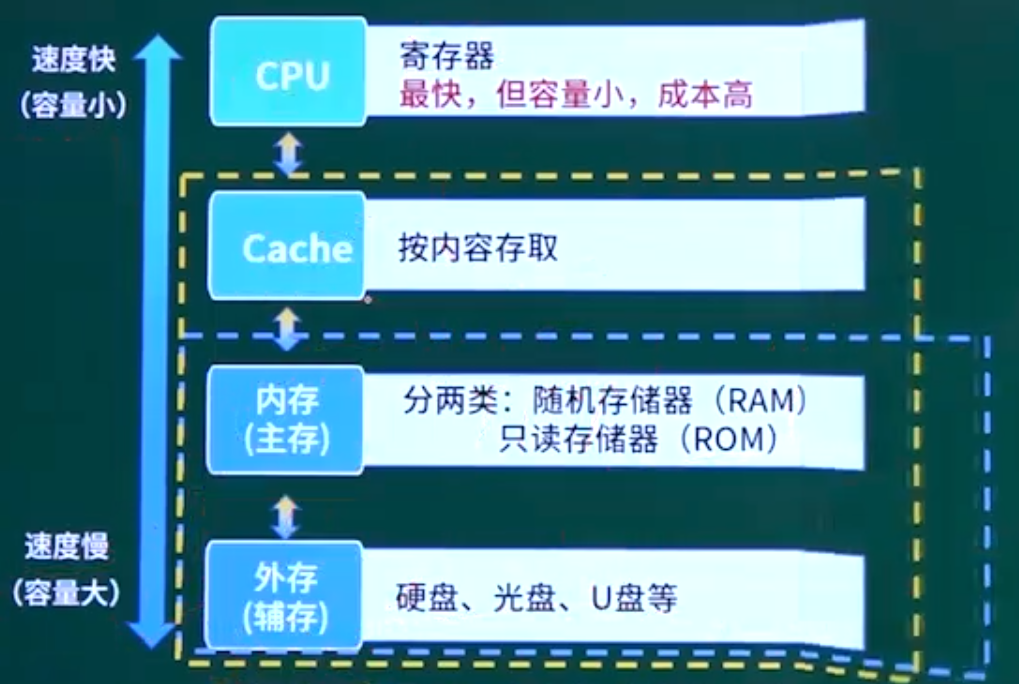 速度快
（容量小）
CPU
寄存器
最快，但容量小，成本高
Cache
按内容存取
内存
(主存)
分两类：随机存储器（RAM）
只读存储器（ROM）
速度慢
（容量大）
外存
(辅存)
硬盘、光盘、U盘等